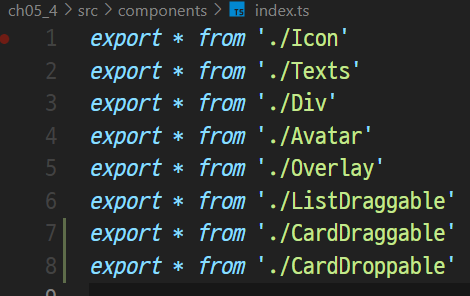 ch05_4 > src > components > TS index.ts
1 export * from './Icon'
2 export * from './Texts'
3 export * from './Div'
4 export * from './Avatar'
5 export * from './Overlay'
6 export * from './ListDraggable'
7 export * from './CardDraggable'
8 export * from './CardDroppable'